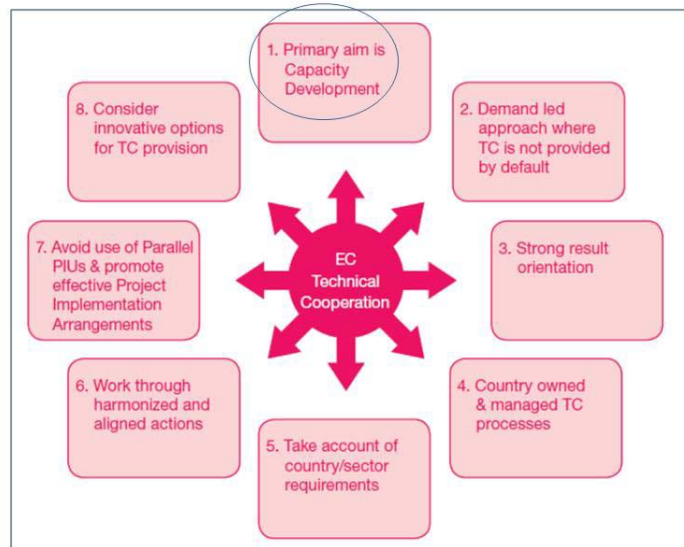 1. Primary aim is
Capacity
Development
2. Demand led
approach where
TC is not provided
by default
3. Strong result
orientation
4. Country owned
& managed TC
processes
5. Take account of
country/sector
requirements
6. Work through
harmonized and
aligned actions
7. Avoid use of Parallel
PIUs & promote
effective Project
Implementation
Arrangements
8. Consider
innovative options
for TC provision
EC
Technical
Cooperation